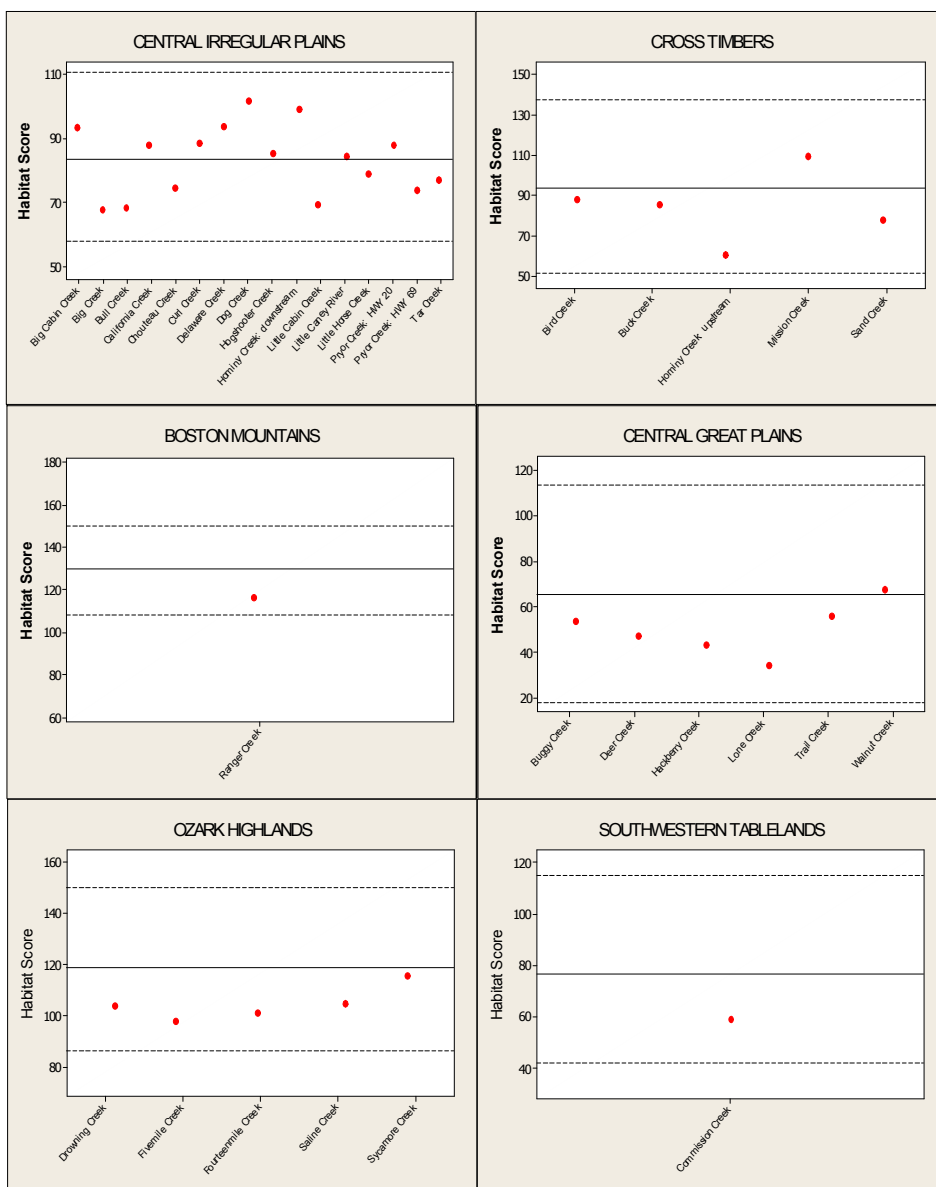 CENTRAL IRREGULAR PLAINS
Habitat Score
110
90
70
50
Big Cabin Creek
Big Creek
Bull Creek
California Creek
Chouteau Creek
Curl Creek
Delaware Creek
Dog Creek
Hogshooter Creek
Hominy Creek: downstream
Little Cabin Creek
Little Caney River
Little Horse Creek
Pryor Creek: HWY 20
Pryor Creek: HWY 69
Tar Creek
CROSS TIMBERS
Habitat Score
150
130
110
90
70
50
Bird Creek
Buck Creek
Hominy Creek: upstream
Mission Creek
Sand Creek
BOSTON MOUNTAINS
Habitat Score
180
160
140
120
100
80
60
Ranger Creek
CENTRAL GREAT PLAINS
Habitat Score
120
100
80
60
40
20
Buggy Creek
Deer Creek
Hackberry Creek
Lone Creek
Trail Creek
Walnut Creek
OZARK HIGHLANDS
Habitat Score
160
140
120
100
80
Drowning Creek
Fivemile Creek
Fourteenmile Creek
Saline Creek
Sycamore Creek
SOUTHWESTERN TABLELANDS
Habitat Score
120
100
80
60
40
Commission Creek